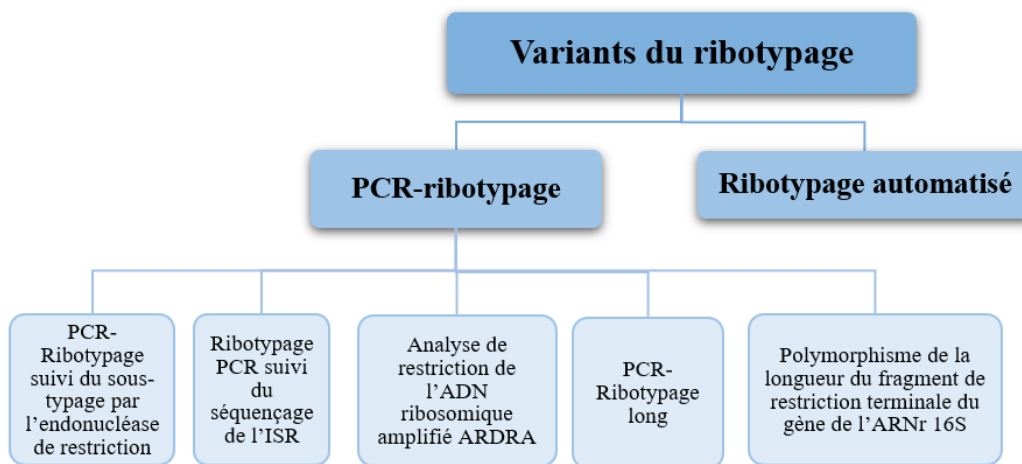 Variants du ribotypage
PCR-ribotypage
Ribotypage automatisé
PCR-
Ribotypage
suivi du sous-
typage par
l’endonucléase
de restriction
Ribotypage
PCR suivi
du
séquençage
de l’ISR
Analyse de
restriction de
l’ADN
ribosomique
amplifié ARDRA
PCR-
Ribotypage
long
Polymorphisme de la
longueur du fragment de
restriction terminale du
gène de l’ARNr 16S